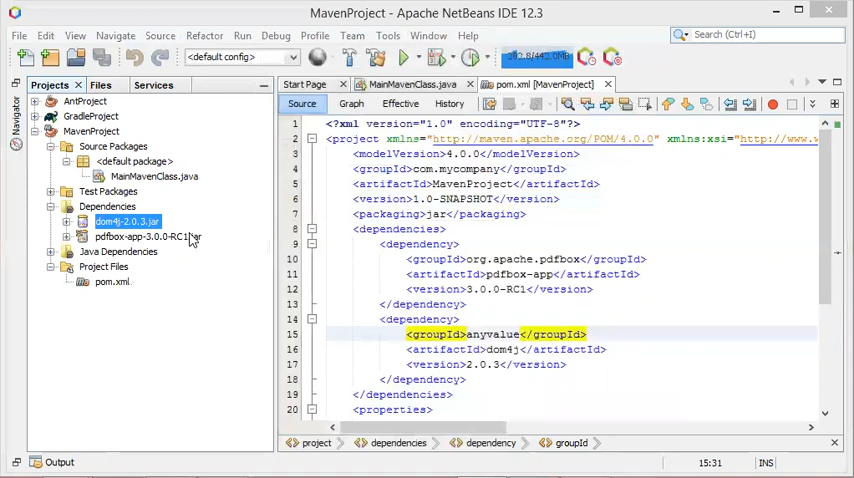 MavenProject - Apache NetBeans IDE 12.3
File Edit View Navigate Source Refactor Run Debug Profile Team Tools Window Help
Search (Ctrl+I)
<default config>
202.8/442.0MB
Projects Files Services
Start Page MainMavenClass.java pom.xml [MavenProject]
Source Graph Effective History
Navigator
AntProject
GradleProject
MavenProject
Source Packages
<default package>
MainMavenClass.java
Test Packages
Dependencies
dom4j-2.0.3.jar
pdfbox-app-3.0.0-RC1.jar
Java Dependencies
Project Files
pom.xml
1 <?xml version="1.0" encoding="UTF-8"?>
2 <project xmlns="http://maven.apache.org/POM/4.0.0" xmlns:xsi="http://www.w
3 <modelVersion>4.0.0</modelVersion>
4 <groupId>com.mycompany</groupId>
5 <artifactId>MavenProject</artifactId>
6 <version>1.0-SNAPSHOT</version>
7 <packaging>jar</packaging>
8 <dependencies>
9 <dependency>
10 <groupId>org.apache.pdfbox</groupId>
11 <artifactId>pdfbox-app</artifactId>
12 <version>3.0.0-RC1</version>
13 </dependency>
14 <dependency>
15 <groupId>anyvalue</groupId>
16 <artifactId>dom4j</artifactId>
17 <version>2.0.3</version>
18 </dependency>
19 </dependencies>
20 <properties>
project dependencies dependency groupId
Output
15:31 INS